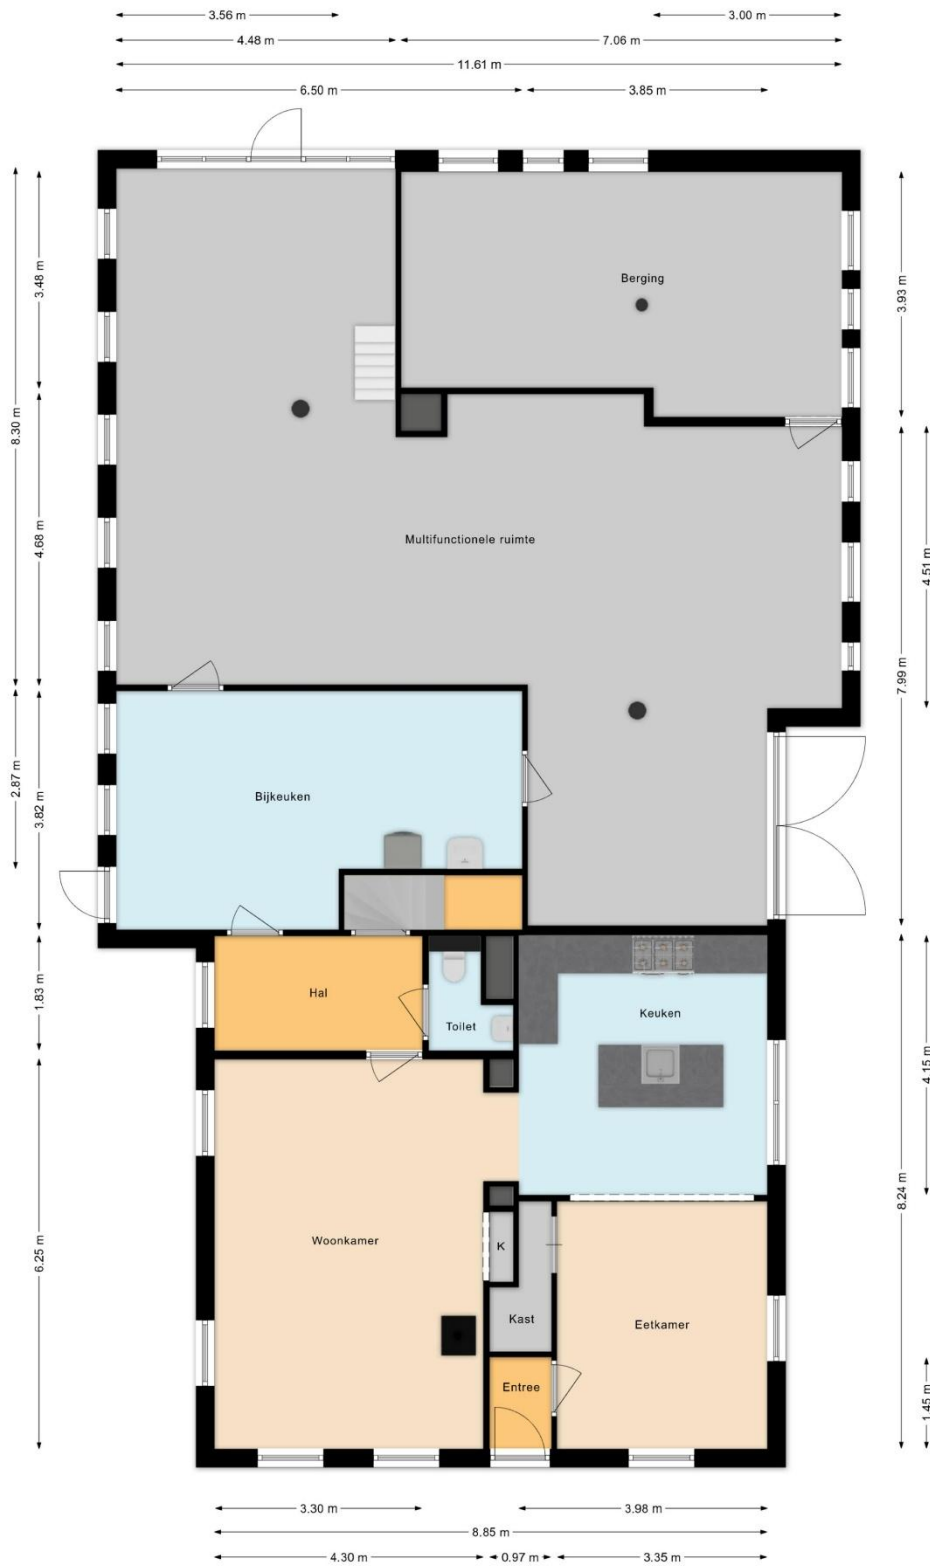 3.56 m
3.00 m
4.48 m
7.06 m
11.61 m
6.50 m
3.85 m
3.48 m
Berging
3.93 m
8.30 m
4.68 m
Multifunctionele ruimte
4.51 m
7.99 m
2.87 m
3.82 m
Bijkeuken
1.83 m
Hal
Toilet
Keuken
4.15 m
8.24 m
6.25 m
Woonkamer
K
Kast
Eetkamer
Entree
1.45 m
3.30 m
3.98 m
8.85 m
4.30 m
0.97 m
3.35 m